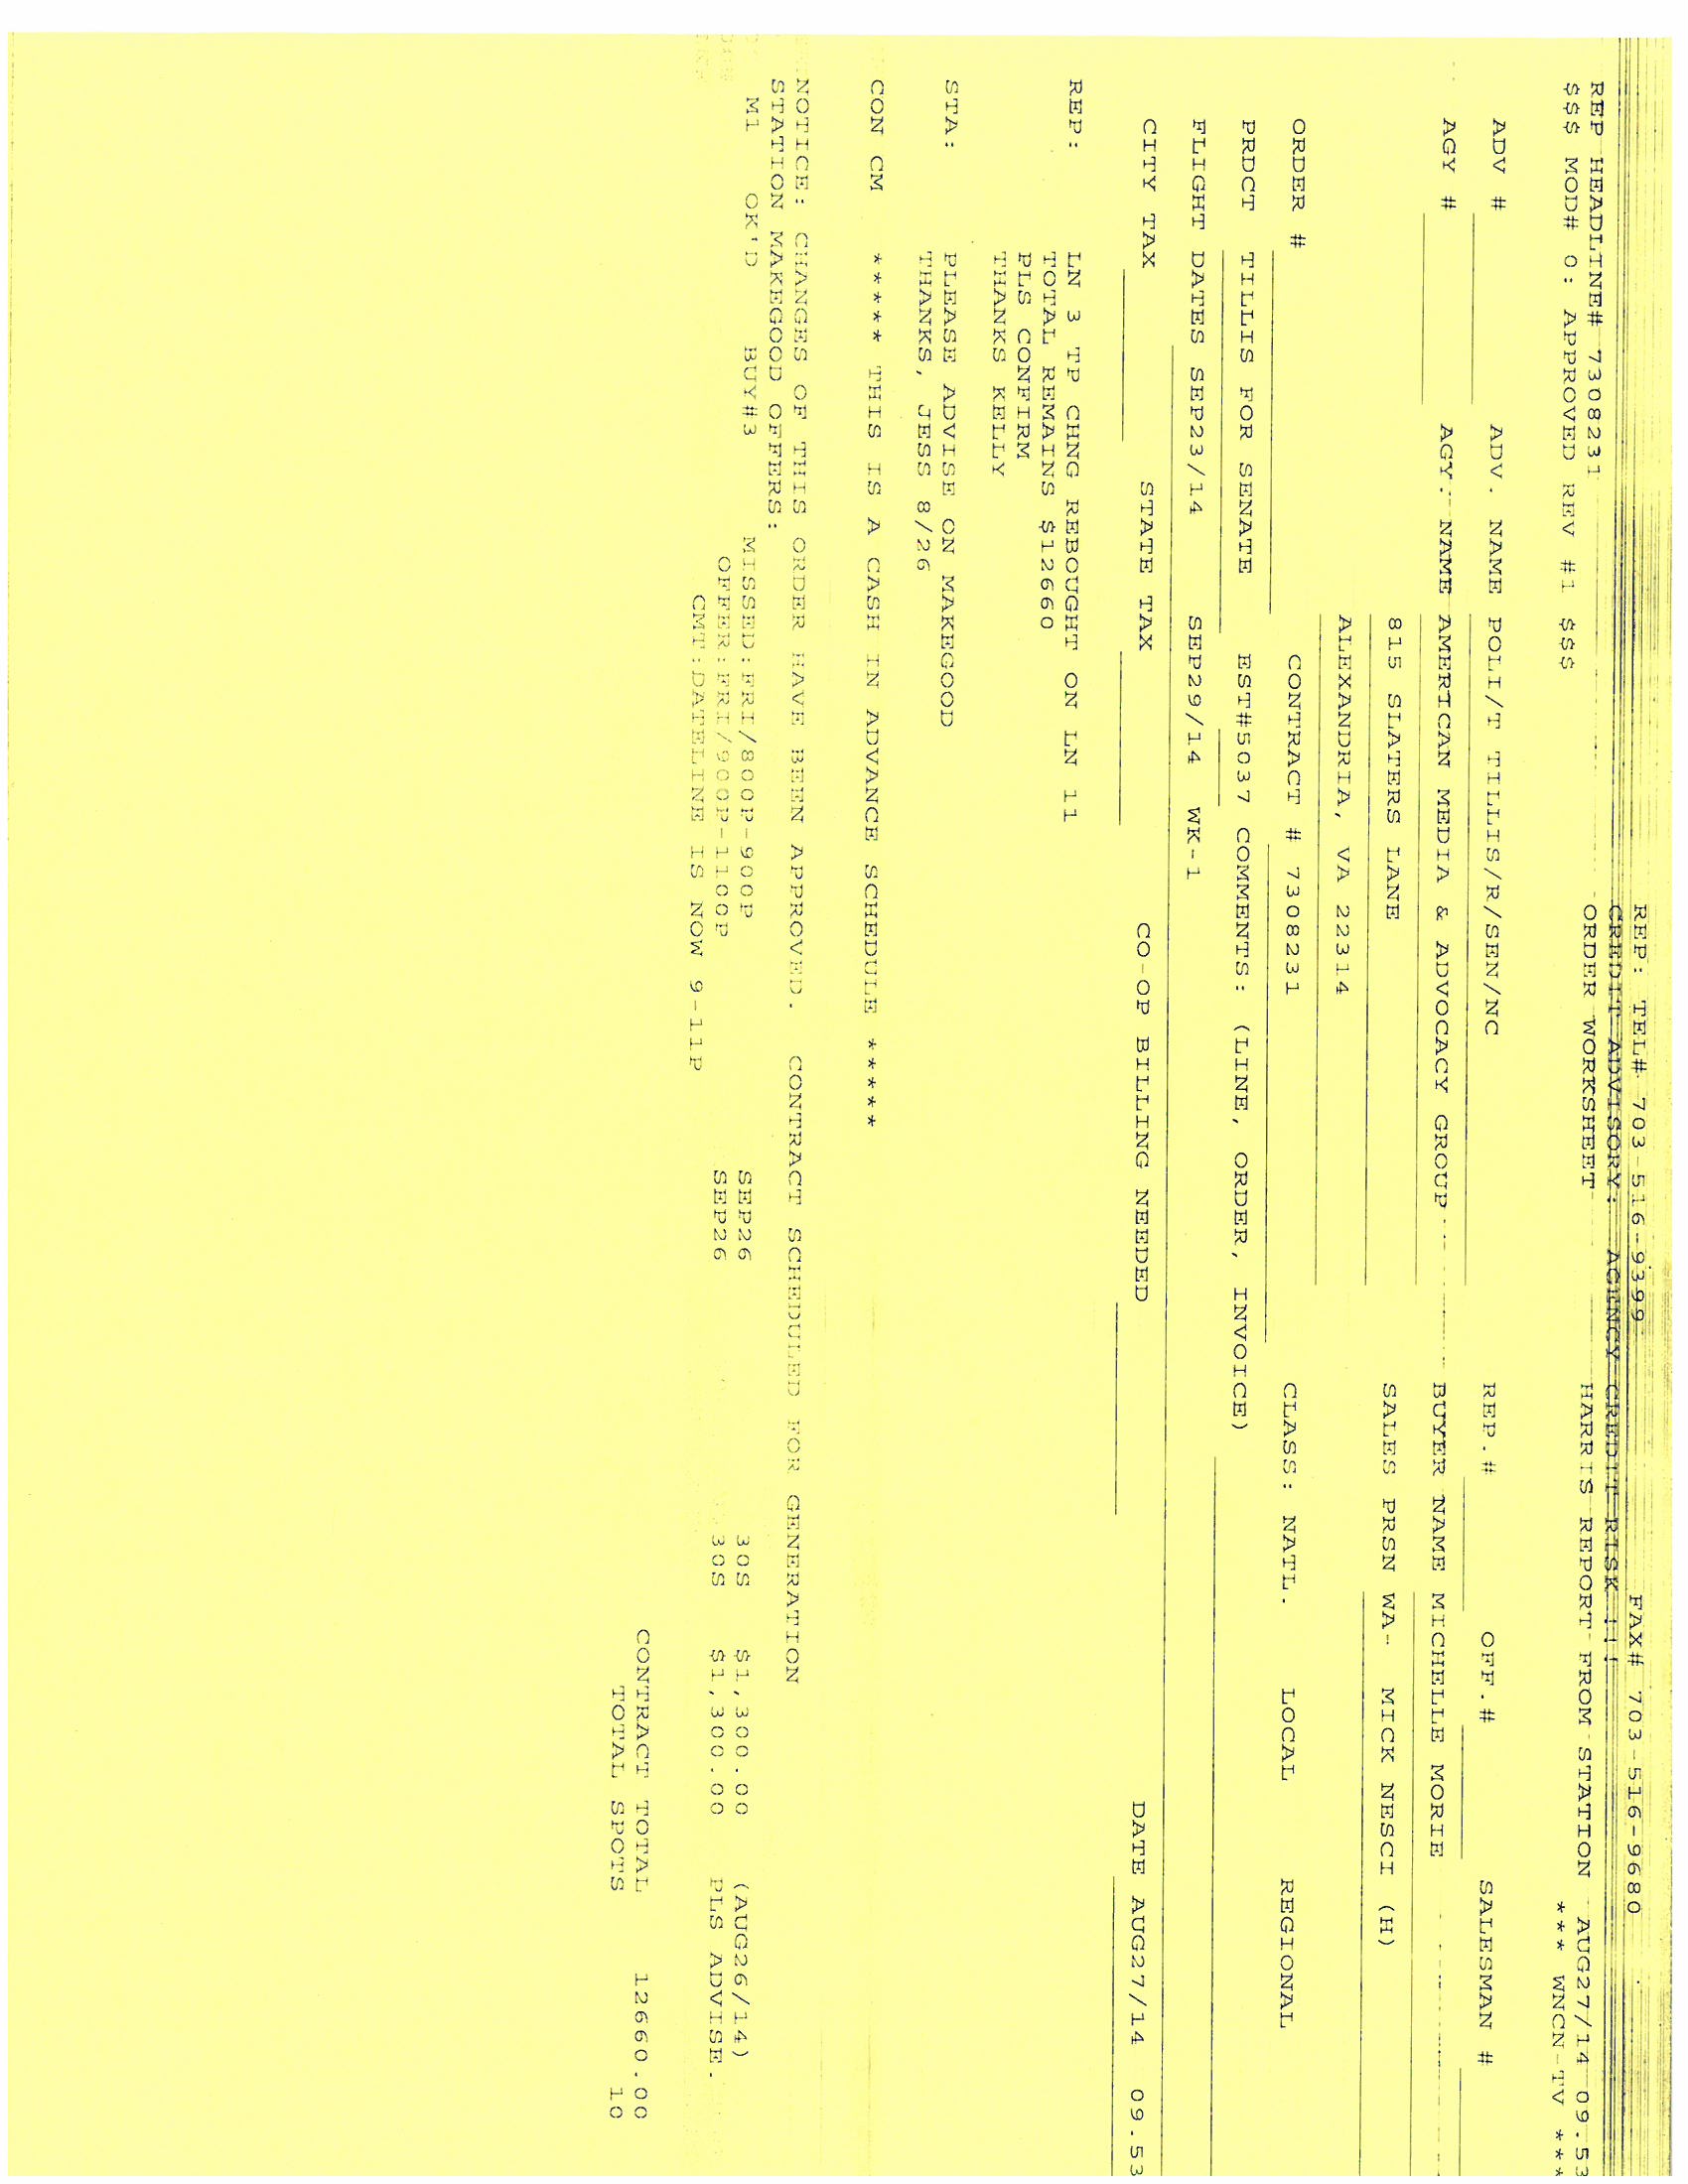 REP: TEL# 703-516-9399 FAX# 703-516-9680
CREDIT ADVISORY: AGENCY CREDIT RISK !!!
REP HEADLINE# 7308231 ORDER WORKSHEET HARRIS REPORT FROM STATION AUG27/14 09.53
$$$ MOD# 0: APPROVED REV #1 $$$ *** WNCN-TV ***
ADV # ADV. NAME POLI/T TILLIS/R/SEN/NC REP.# OFF.# SALESMAN #
AGY # AGY. NAME AMERICAN MEDIA & ADVOCACY GROUP BUYER NAME MICHELLE MORIE
815 SLATERS LANE SALES PRSN WA- MICK NESCI (H)
ALEXANDRIA, VA 22314
ORDER # CONTRACT # 7308231 CLASS: NATL. LOCAL REGIONAL
PRDCT TILLIS FOR SENATE EST#5037 COMMENTS: (LINE, ORDER, INVOICE)
FLIGHT DATES SEP23/14 SEP29/14 WK-1
CITY TAX STATE TAX CO-OP BILLING NEEDED DATE AUG27/14 09.53
REP: LN 3 TP CHNG REBOUGHT ON LN 11
TOTAL REMAINS $12660
PLS CONFIRM
THANKS KELLY
STA: PLEASE ADVISE ON MAKEGOOD
THANKS, JESS 8/26
CON CM ***** THIS IS A CASH IN ADVANCE SCHEDULE *****
NOTICE: CHANGES OF THIS ORDER HAVE BEEN APPROVED. CONTRACT SCHEDULED FOR GENERATION
STATION MAKEGOOD OFFERS:
M1 OK'D BUY#3 MISSED:FRI/800P-900P SEP26 30S $1,300.00 (AUG26/14)
OFFER:FRI/900P-1100P SEP26 30S $1,300.00 PLS ADVISE.
CMT:DATELINE IS NOW 9-11P
CONTRACT TOTAL 12660.00
TOTAL SPOTS 10